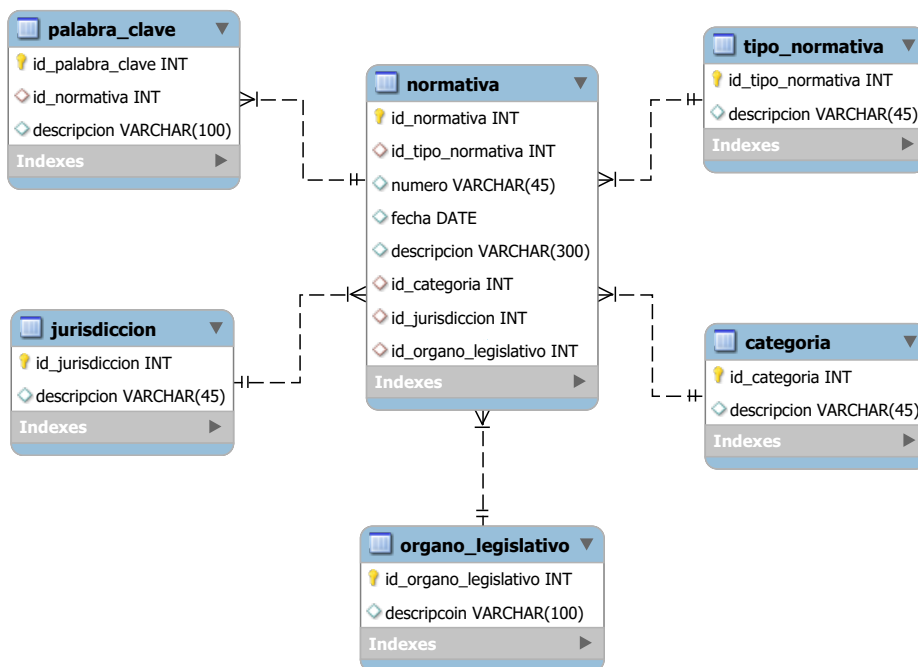 palabra_clave
id_palabra_clave INT
id_normativa INT
descripcion VARCHAR(100)
Indexes
normativa
id_normativa INT
id_tipo_normativa INT
numero VARCHAR(45)
fecha DATE
descripcion VARCHAR(300)
id_categoria INT
id_jurisdiccion INT
id_organo_legislativo INT
Indexes
tipo_normativa
id_tipo_normativa INT
descripcion VARCHAR(45)
Indexes
jurisdiccion
id_jurisdiccion INT
descripcion VARCHAR(45)
Indexes
categoria
id_categoria INT
descripcion VARCHAR(45)
Indexes
organo_legislativo
id_organo_legislativo INT
descripcoin VARCHAR(100)
Indexes